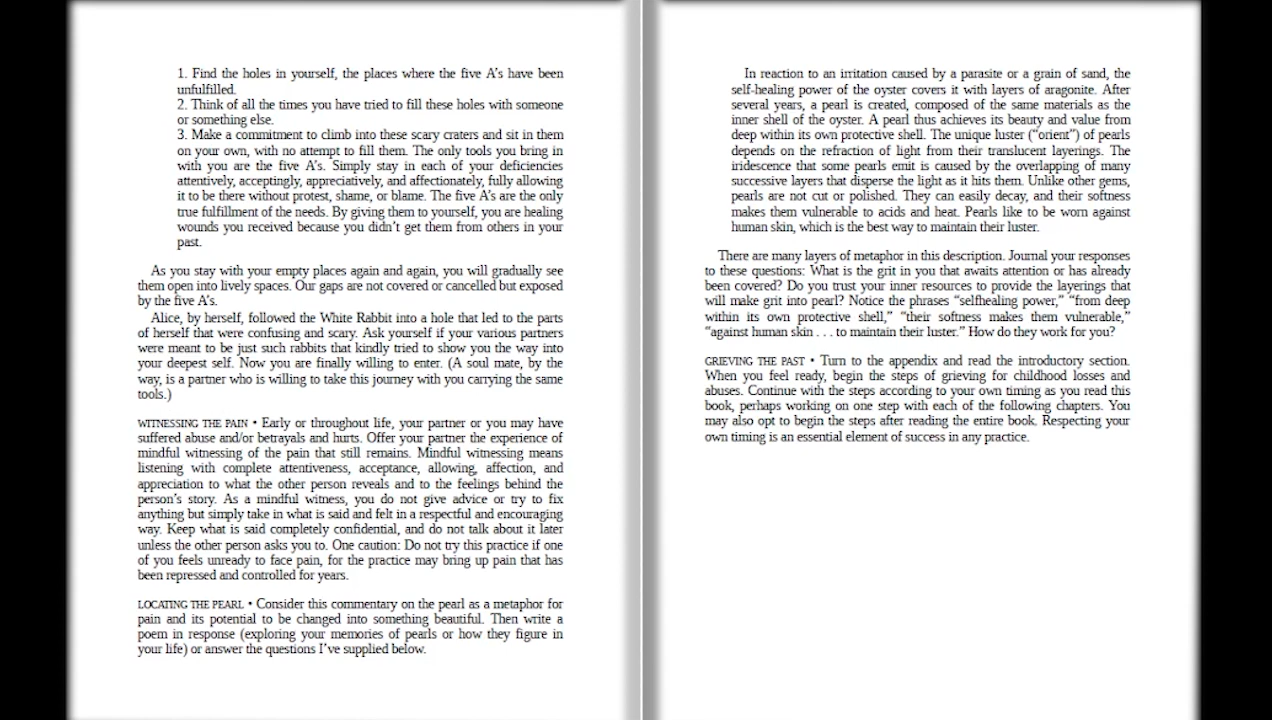 1. Find the holes in yourself, the places where the five A's have been
unfulfilled.
2. Think of all the times you have tried to fill these holes with someone
or something else.
3. Make a commitment to climb into these scary craters and sit in them
on your own, with no attempt to fill them. The only tools you bring in
with you are the five A's. Simply stay in each of your deficiencies
attentively, acceptingly, appreciatively, and affectionately, fully allowing
it to be there without protest, shame, or blame. The five A's are the only
true fulfillment of the needs. By giving them to yourself, you are healing
wounds you received because you didn't get them from others in your
past.
As you stay with your empty places again and again, you will gradually see
them open into lively spaces. Our gaps are not covered or cancelled but exposed
by the five A's.
Alice, by herself, followed the White Rabbit into a hole that led to the parts
of herself that were confusing and scary. Ask yourself if your various partners
were meant to be just such rabbits that kindly tried to show you the way into
your deepest self. Now you are finally willing to enter. (A soul mate, by the
way, is a partner who is willing to take this journey with you carrying the same
tools.)
WITNESSING THE PAIN • Early or throughout life, your partner or you may have
suffered abuse and/or betrayals and hurts. Offer your partner the experience of
mindful witnessing of the pain that still remains. Mindful witnessing means
listening with complete attentiveness, acceptance, allowing, affection, and
appreciation to what the other person reveals and to the feelings behind the
person's story. As a mindful witness, you do not give advice or try to fix
anything but simply take in what is said and felt in a respectful and encouraging
way. Keep what is said completely confidential, and do not talk about it later
unless the other person asks you to. One caution: Do not try this practice if one
of you feels unready to face pain, for the practice may bring up pain that has
been repressed and controlled for years.
LOCATING THE PEARL • Consider this commentary on the pearl as a metaphor for
pain and its potential to be changed into something beautiful. Then write a
poem in response (exploring your memories of pearls or how they figure in
your life) or answer the questions I've supplied below.
In reaction to an irritation caused by a parasite or a grain of sand, the
self-healing power of the oyster covers it with layers of aragonite. After
several years, a pearl is created, composed of the same materials as the
inner shell of the oyster. A pearl thus achieves its beauty and value from
deep within its own protective shell. The unique luster ("orient") of pearls
depends on the refraction of light from their translucent layerings. The
iridescence that some pearls emit is caused by the overlapping of many
successive layers that disperse the light as it hits them. Unlike other gems,
pearls are not cut or polished. They can easily decay, and their softness
makes them vulnerable to acids and heat. Pearls like to be worn against
human skin, which is the best way to maintain their luster.
There are many layers of metaphor in this description. Journal your responses
to these questions: What is the grit in you that awaits attention or has already
been covered? Do you trust your inner resources to provide the layerings that
will make grit into pearl? Notice the phrases "selfhealing power," "from deep
within its own protective shell," "their softness makes them vulnerable,"
"against human skin . . . to maintain their luster." How do they work for you?
GRIEVING THE PAST • Turn to the appendix and read the introductory section.
When you feel ready, begin the steps of grieving for childhood losses and
abuses. Continue with the steps according to your own timing as you read this
book, perhaps working on one step with each of the following chapters. You
may also opt to begin the steps after reading the entire book. Respecting your
own timing is an essential element of success in any practice.